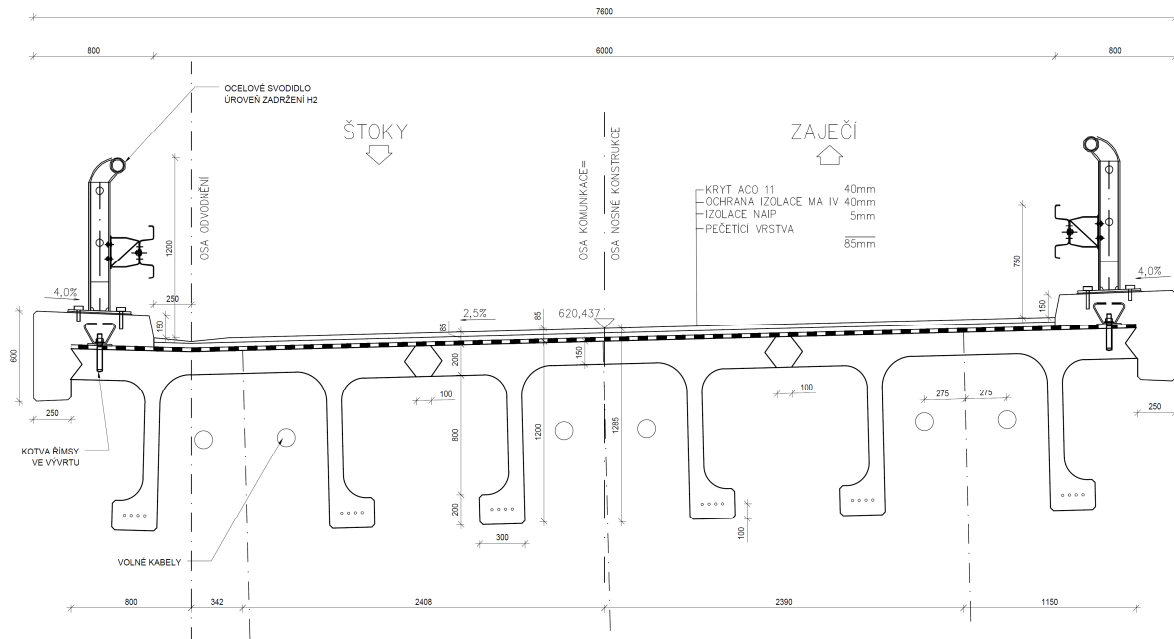 7600
800
6000
800
OCELOVÉ SVODIDLO
ÚROVEŇ ZADRŽENÍ H2
ŠTOKY
ZAJEČÍ
OSA ODVODNĚNÍ
OSA KOMUNIKACE=
OSA NOSNÉ KONSTRUKCE
KRYT ACO 11 40mm
OCHRANA IZOLACE MA IV 40mm
IZOLACE NAIP 5mm
PEČETÍCÍ VRSTVA
85mm
1200
750
4,0%
4,0%
250
150
150
2,5%
85
85
620,437
600
200
150
100
100
275
275
250
250
800
1200
1285
KOTVA ŘÍMSY
VE VÝVRTU
200
100
300
VOLNÉ KABELY
800
342
2408
2390
1150